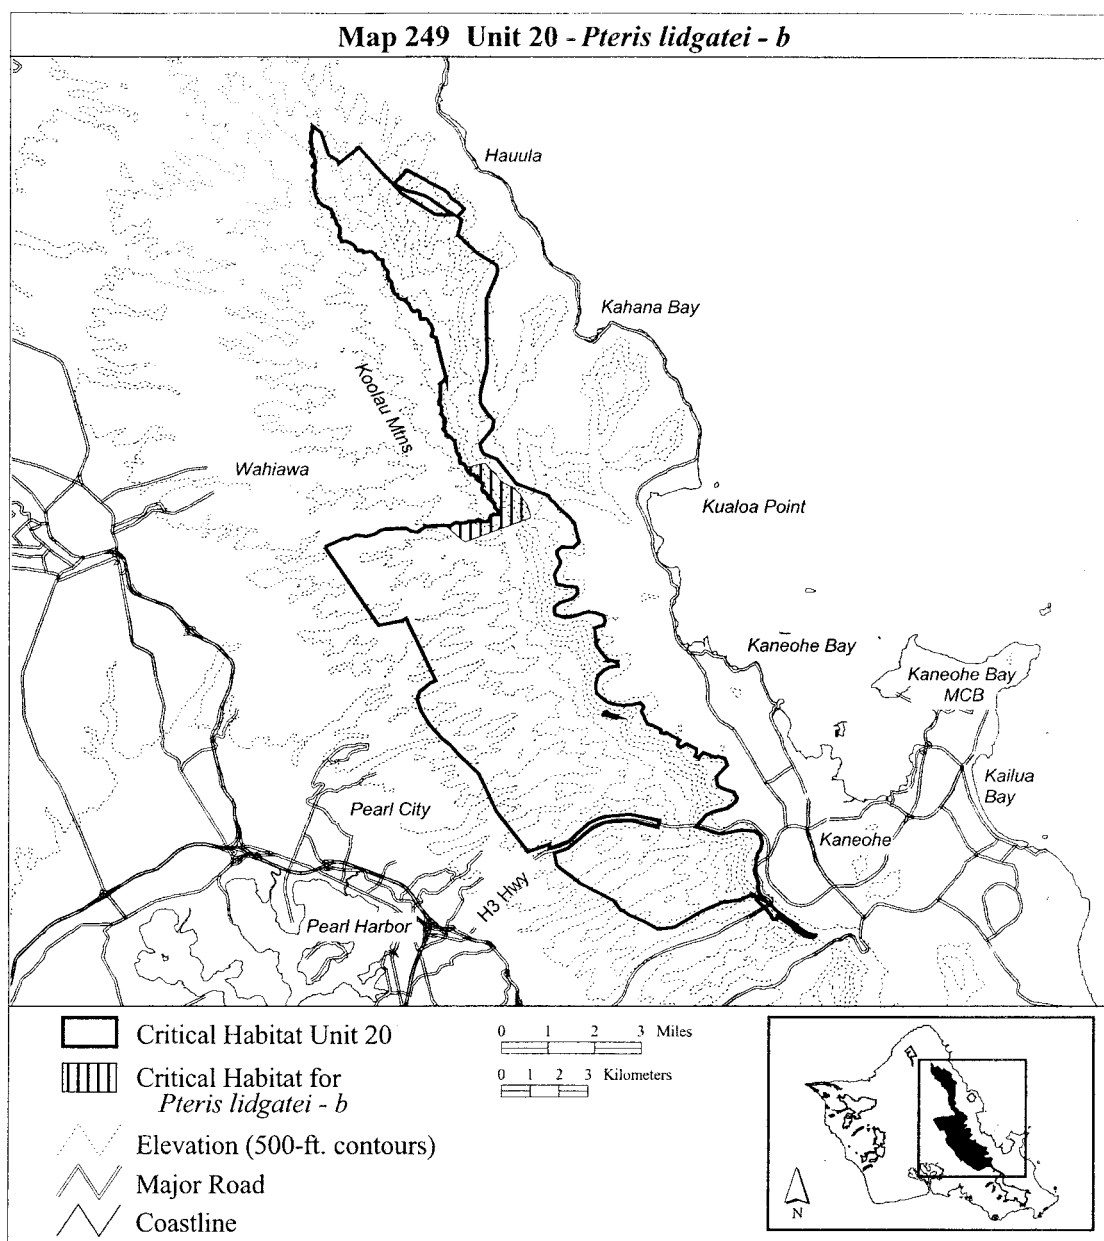 Map 249 Unit 20 - Pteris lidgatei - b
Hauula
Kahana Bay
Koolau Mtns
Wahiawa
Kualoa Point
Kaneohe Bay
Kaneohe Bay
MCB
Kailua
Bay
Pearl City
Kaneohe
H3 Hwy
Pearl Harbor
Critical Habitat Unit 20
Critical Habitat for
Pteris lidgatei - b
Elevation (500-ft. contours)
Major Road
Coastline
0 1 2 3 Miles
0 1 2 3 Kilometers
N